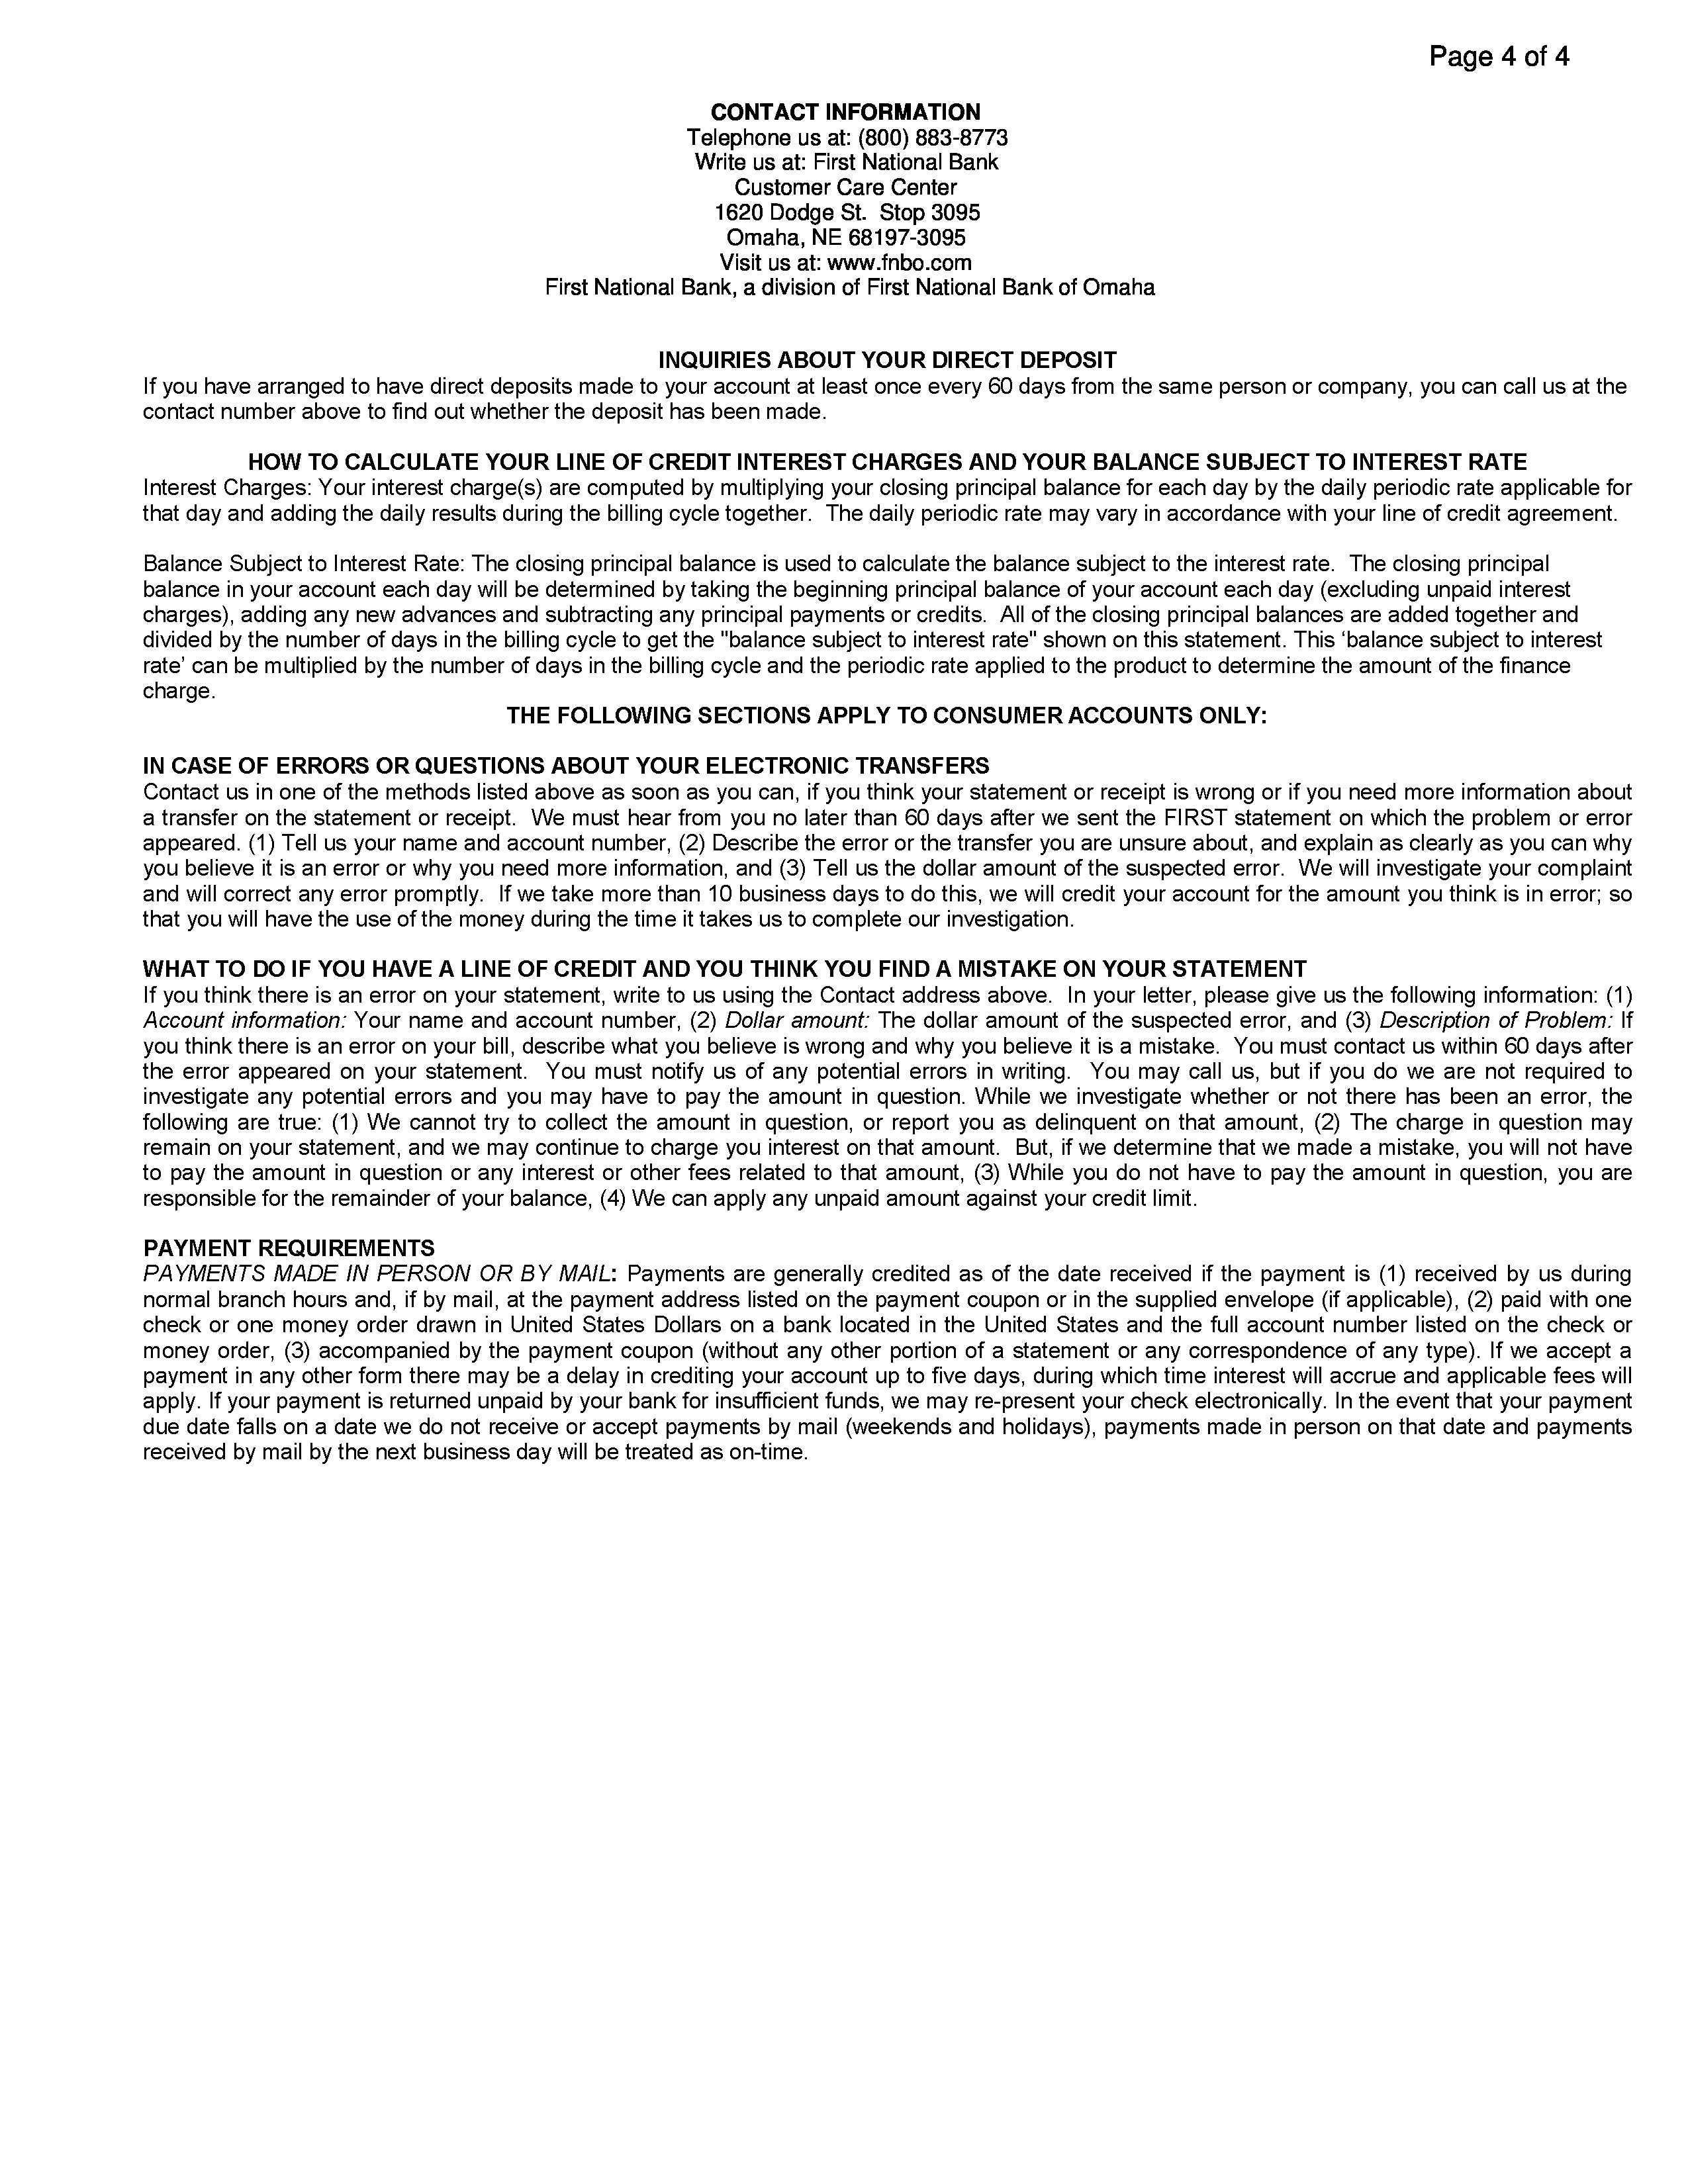 Page 4 of 4
CONTACT INFORMATION
Telephone us at: (800) 883-8773
Write us at: First National Bank
Customer Care Center
1620 Dodge St.  Stop 3095
Omaha, NE 68197-3095
Visit us at: www.fnbo.com
First National Bank, a division of First National Bank of Omaha
INQUIRIES ABOUT YOUR DIRECT DEPOSIT
If you have arranged to have direct deposits made to your account at least once every 60 days from the same person or company, you can call us at the
contact number above to find out whether the deposit has been made.
HOW TO CALCULATE YOUR LINE OF CREDIT INTEREST CHARGES AND YOUR BALANCE SUBJECT TO INTEREST RATE
Interest Charges: Your interest charge(s) are computed by multiplying your closing principal balance for each day by the daily periodic rate applicable for
that day and adding the daily results during the billing cycle together.  The daily periodic rate may vary in accordance with your line of credit agreement.
Balance Subject to Interest Rate: The closing principal balance is used to calculate the balance subject to the interest rate.  The closing principal
balance in your account each day will be determined by taking the beginning principal balance of your account each day (excluding unpaid interest
charges), adding any new advances and subtracting any principal payments or credits.  All of the closing principal balances are added together and
divided by the number of days in the billing cycle to get the "balance subject to interest rate" shown on this statement. This ‘balance subject to interest
rate’ can be multiplied by the number of days in the billing cycle and the periodic rate applied to the product to determine the amount of the finance
charge.
THE FOLLOWING SECTIONS APPLY TO CONSUMER ACCOUNTS ONLY:
IN CASE OF ERRORS OR QUESTIONS ABOUT YOUR ELECTRONIC TRANSFERS
Contact us in one of the methods listed above as soon as you can, if you think your statement or receipt is wrong or if you need more information about
a transfer on the statement or receipt.  We must hear from you no later than 60 days after we sent the FIRST statement on which the problem or error
appeared. (1) Tell us your name and account number, (2) Describe the error or the transfer you are unsure about, and explain as clearly as you can why
you believe it is an error or why you need more information, and (3) Tell us the dollar amount of the suspected error.  We will investigate your complaint
and will correct any error promptly.  If we take more than 10 business days to do this, we will credit your account for the amount you think is in error; so
that you will have the use of the money during the time it takes us to complete our investigation.
WHAT TO DO IF YOU HAVE A LINE OF CREDIT AND YOU THINK YOU FIND A MISTAKE ON YOUR STATEMENT
If you think there is an error on your statement, write to us using the Contact address above.  In your letter, please give us the following information: (1)
Account information: Your name and account number, (2) Dollar amount: The dollar amount of the suspected error, and (3) Description of Problem: If
you think there is an error on your bill, describe what you believe is wrong and why you believe it is a mistake.  You must contact us within 60 days after
the error appeared on your statement.  You must notify us of any potential errors in writing.  You may call us, but if you do we are not required to
investigate any potential errors and you may have to pay the amount in question. While we investigate whether or not there has been an error, the
following are true: (1) We cannot try to collect the amount in question, or report you as delinquent on that amount, (2) The charge in question may
remain on your statement, and we may continue to charge you interest on that amount.  But, if we determine that we made a mistake, you will not have
to pay the amount in question or any interest or other fees related to that amount, (3) While you do not have to pay the amount in question, you are
responsible for the remainder of your balance, (4) We can apply any unpaid amount against your credit limit.
PAYMENT REQUIREMENTS
PAYMENTS MADE IN PERSON OR BY MAIL: Payments are generally credited as of the date received if the payment is (1) received by us during
normal branch hours and, if by mail, at the payment address listed on the payment coupon or in the supplied envelope (if applicable), (2) paid with one
check or one money order drawn in United States Dollars on a bank located in the United States and the full account number listed on the check or
money order, (3) accompanied by the payment coupon (without any other portion of a statement or any correspondence of any type). If we accept a
payment in any other form there may be a delay in crediting your account up to five days, during which time interest will accrue and applicable fees will
apply. If your payment is returned unpaid by your bank for insufficient funds, we may re-present your check electronically. In the event that your payment
due date falls on a date we do not receive or accept payments by mail (weekends and holidays), payments made in person on that date and payments
received by mail by the next business day will be treated as on-time.